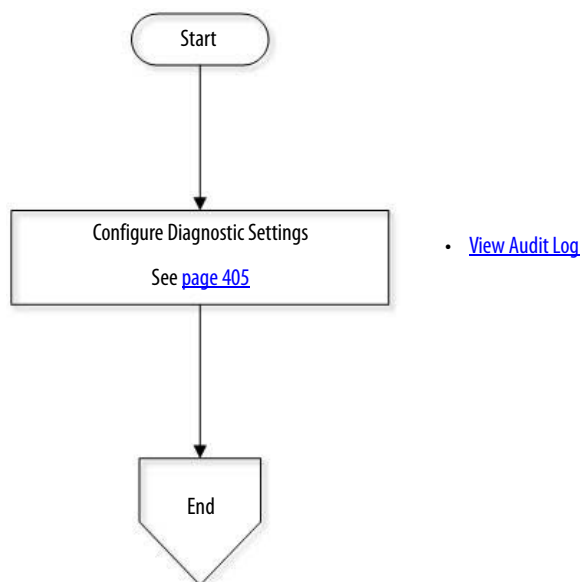 Start
Configure Diagnostic Settings
See page 405
• View Audit Log
End